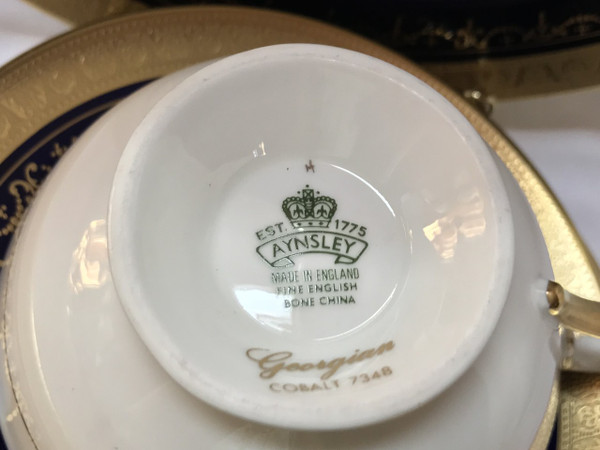 EST. 1775
AYNSLEY
MADE IN ENGLAND
FINE ENGLISH
BONE CHINA
Georgian
COBALT 7348